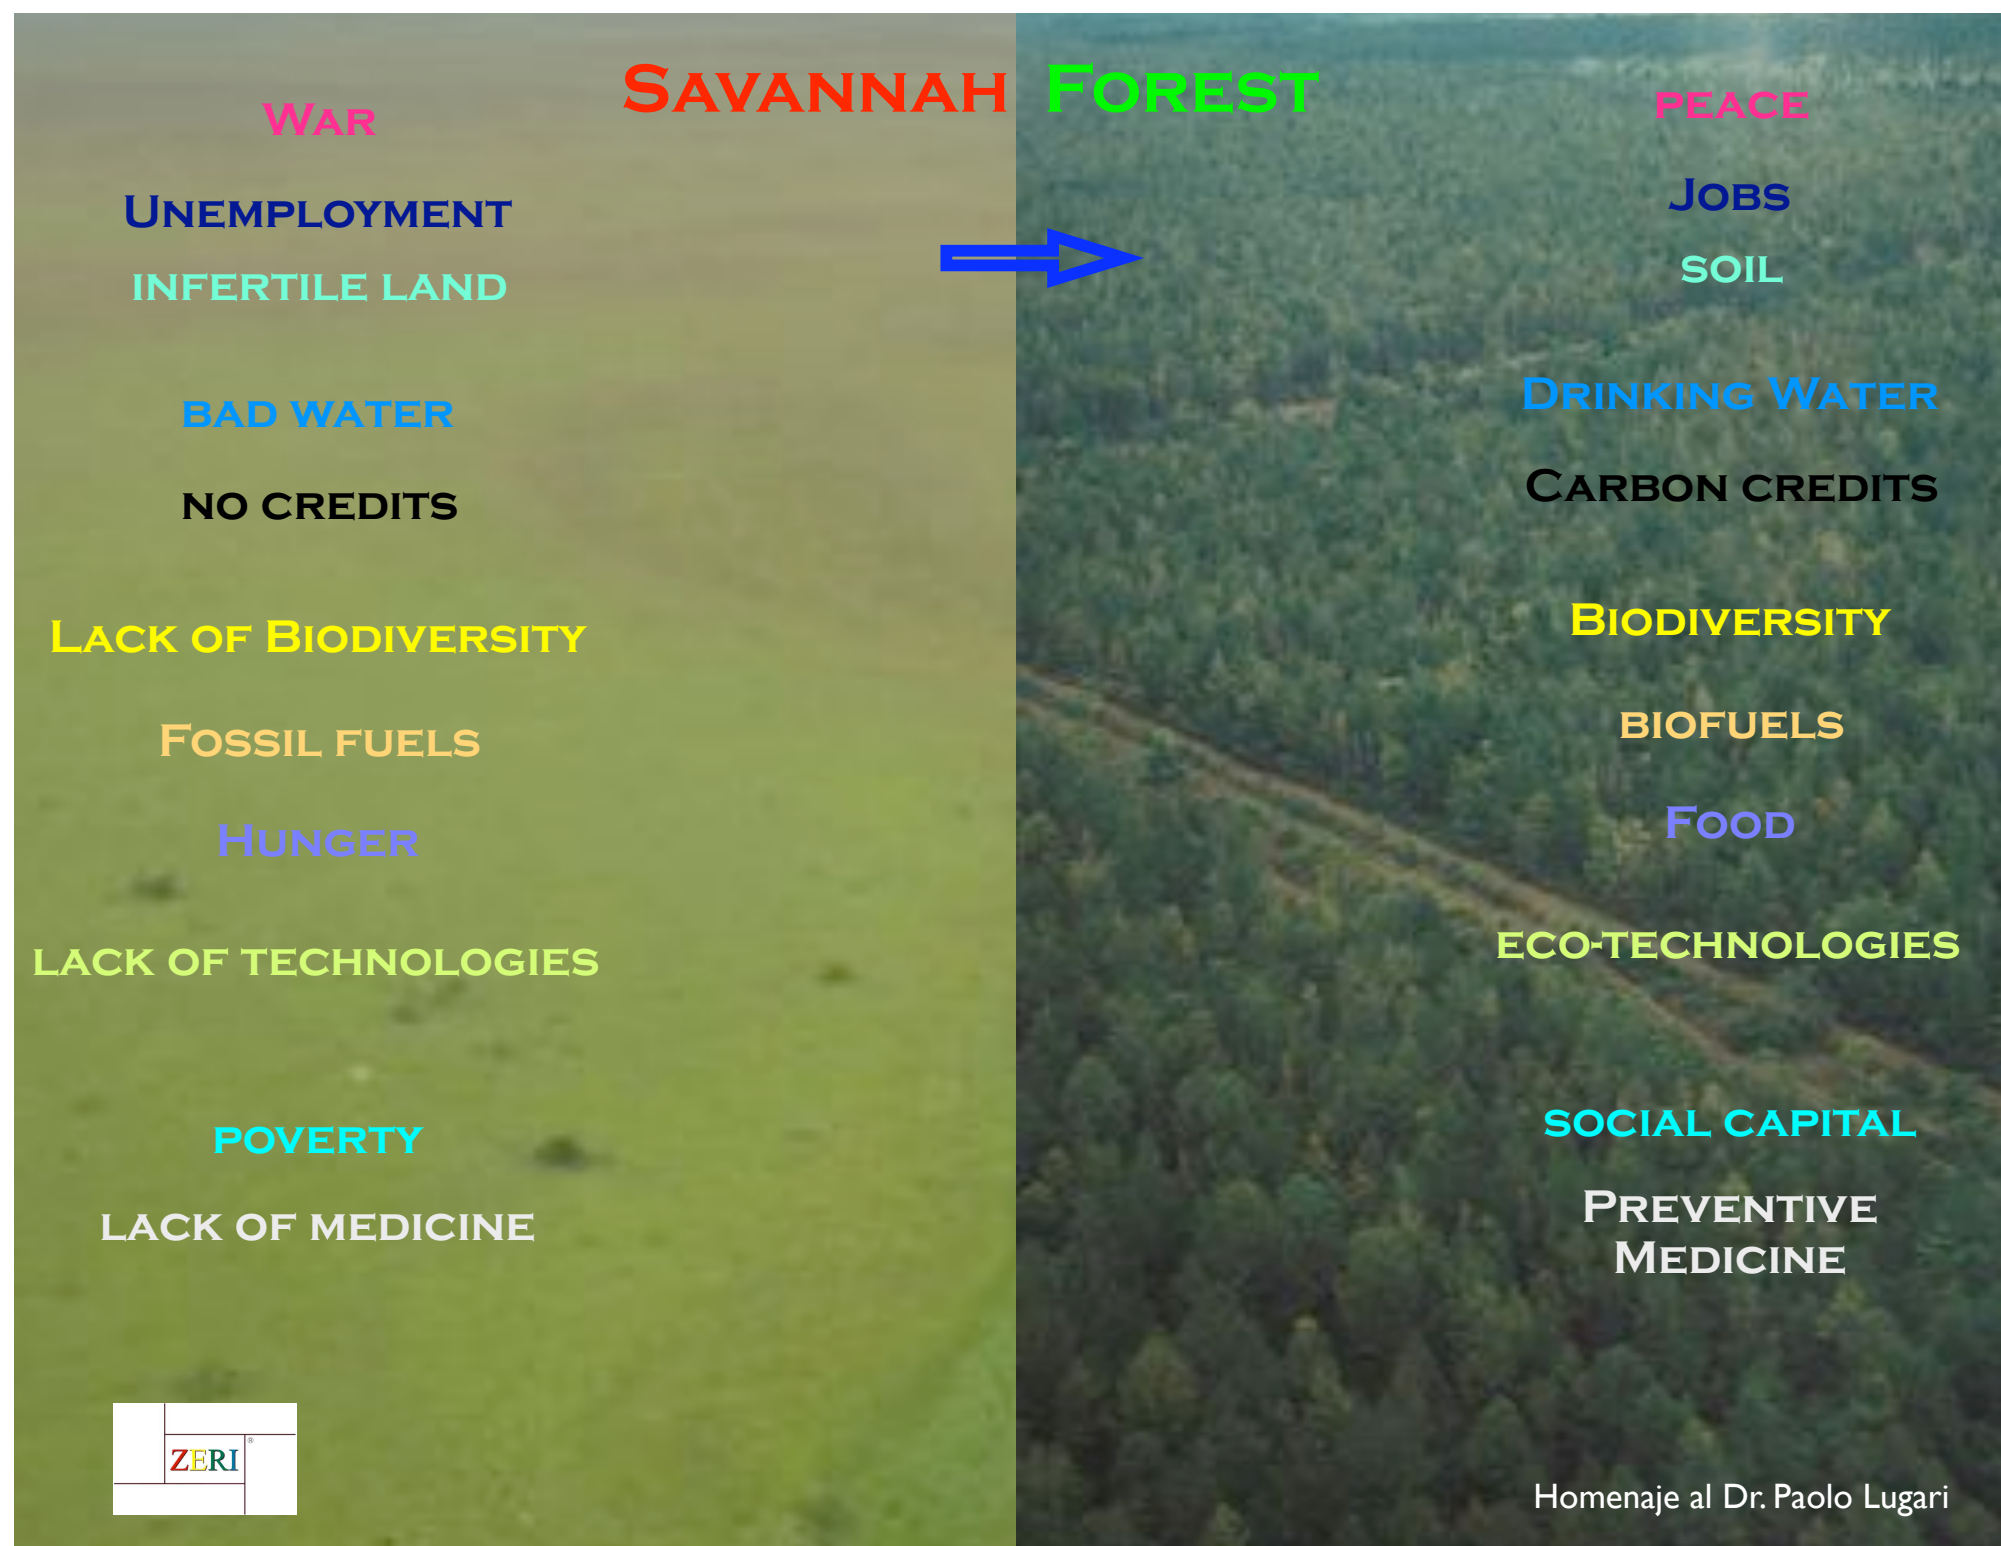 Savannah Forest
War
Unemployment
infertile land
bad water
no credits
Lack of Biodiversity
Fossil fuels
Hunger
lack of technologies
poverty
lack of medicine
peace
Jobs
soil
Drinking Water
Carbon credits
Biodiversity
biofuels
Food
eco-technologies
social capital
Preventive
Medicine
ZERI®
Homenaje al Dr. Paolo Lugari